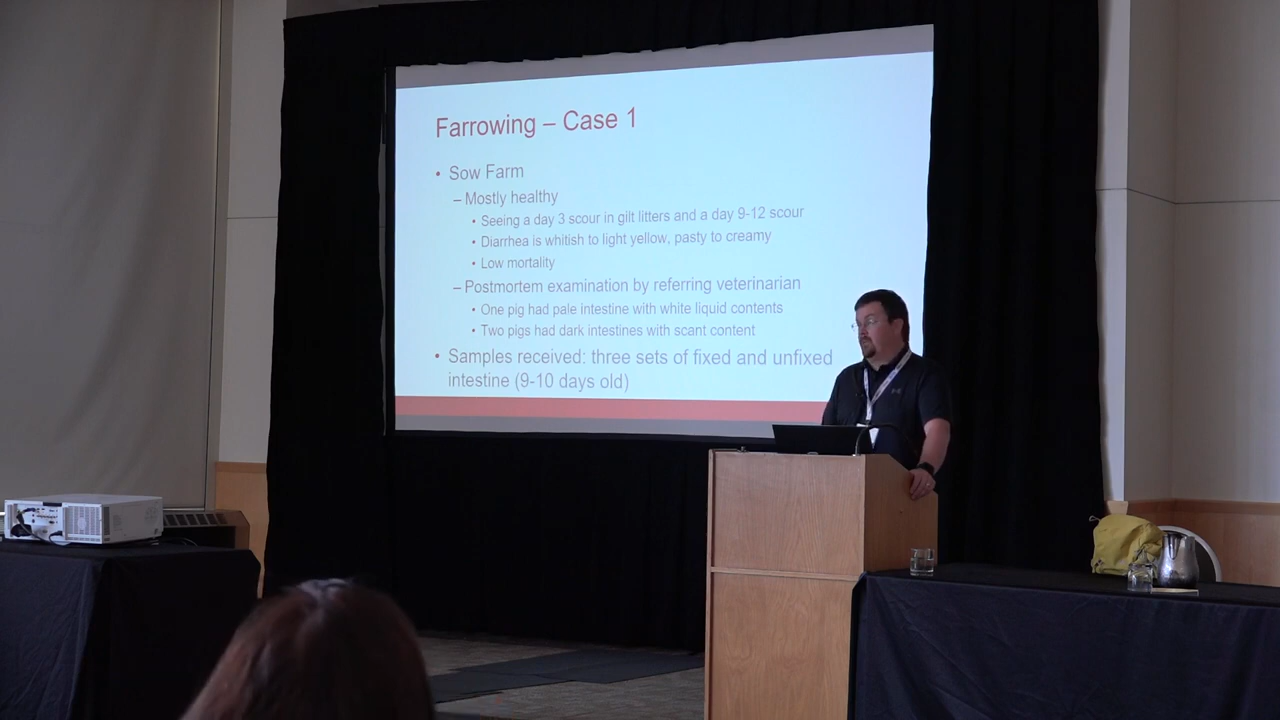 Farrowing – Case 1
• Sow Farm
– Mostly healthy
• Seeing a day 3 scour in gilt litters and a day 9-12 scour
• Diarrhea is whitish to light yellow, pasty to creamy
• Low mortality
– Postmortem examination by referring veterinarian
• One pig had pale intestine with white liquid contents
• Two pigs had dark intestines with scant content
• Samples received: three sets of fixed and unfixed
intestine (9-10 days old)